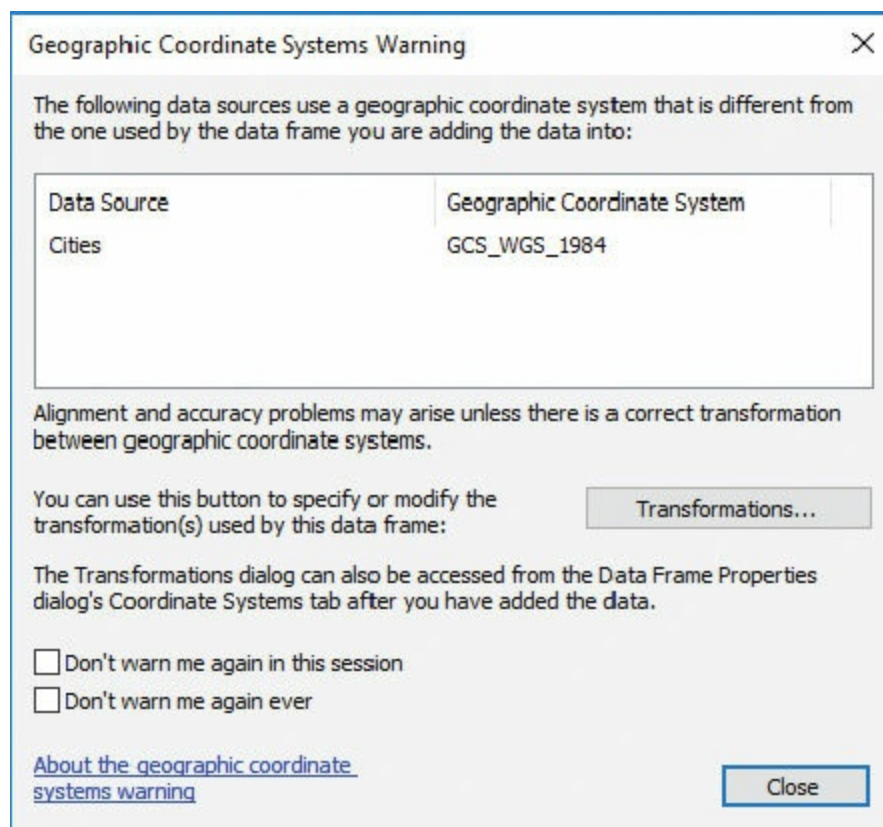 Geographic Coordinate Systems Warning
The following data sources use a geographic coordinate system that is different from
the one used by the data frame you are adding the data into:
Data Source Geographic Coordinate System
Cities GCS_WGS_1984
Alignment and accuracy problems may arise unless there is a correct transformation
between geographic coordinate systems.
You can use this button to specify or modify the
transformation(s) used by this data frame:
Transformations...
The Transformations dialog can also be accessed from the Data Frame Properties
dialog's Coordinate Systems tab after you have added the data.
Don't warn me again in this session
Don't warn me again ever
About the geographic coordinate
systems warning
Close